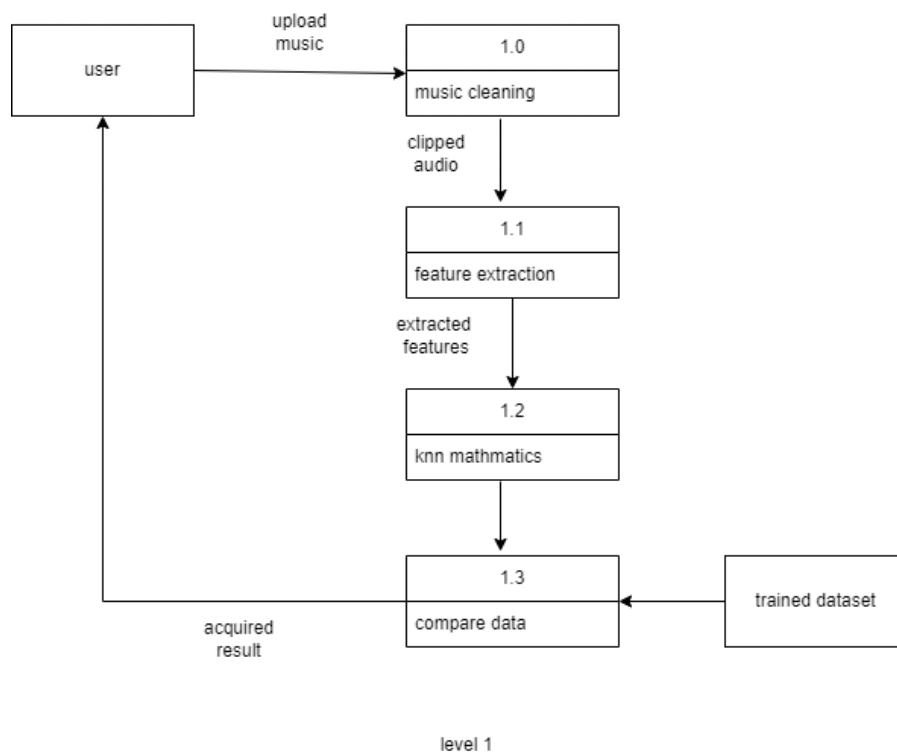 upload
music
user
1.0
music cleaning
clipped
audio
1.1
feature extraction
extracted
features
1.2
knn mathmatics
1.3
compare data
trained dataset
acquired
result
level 1